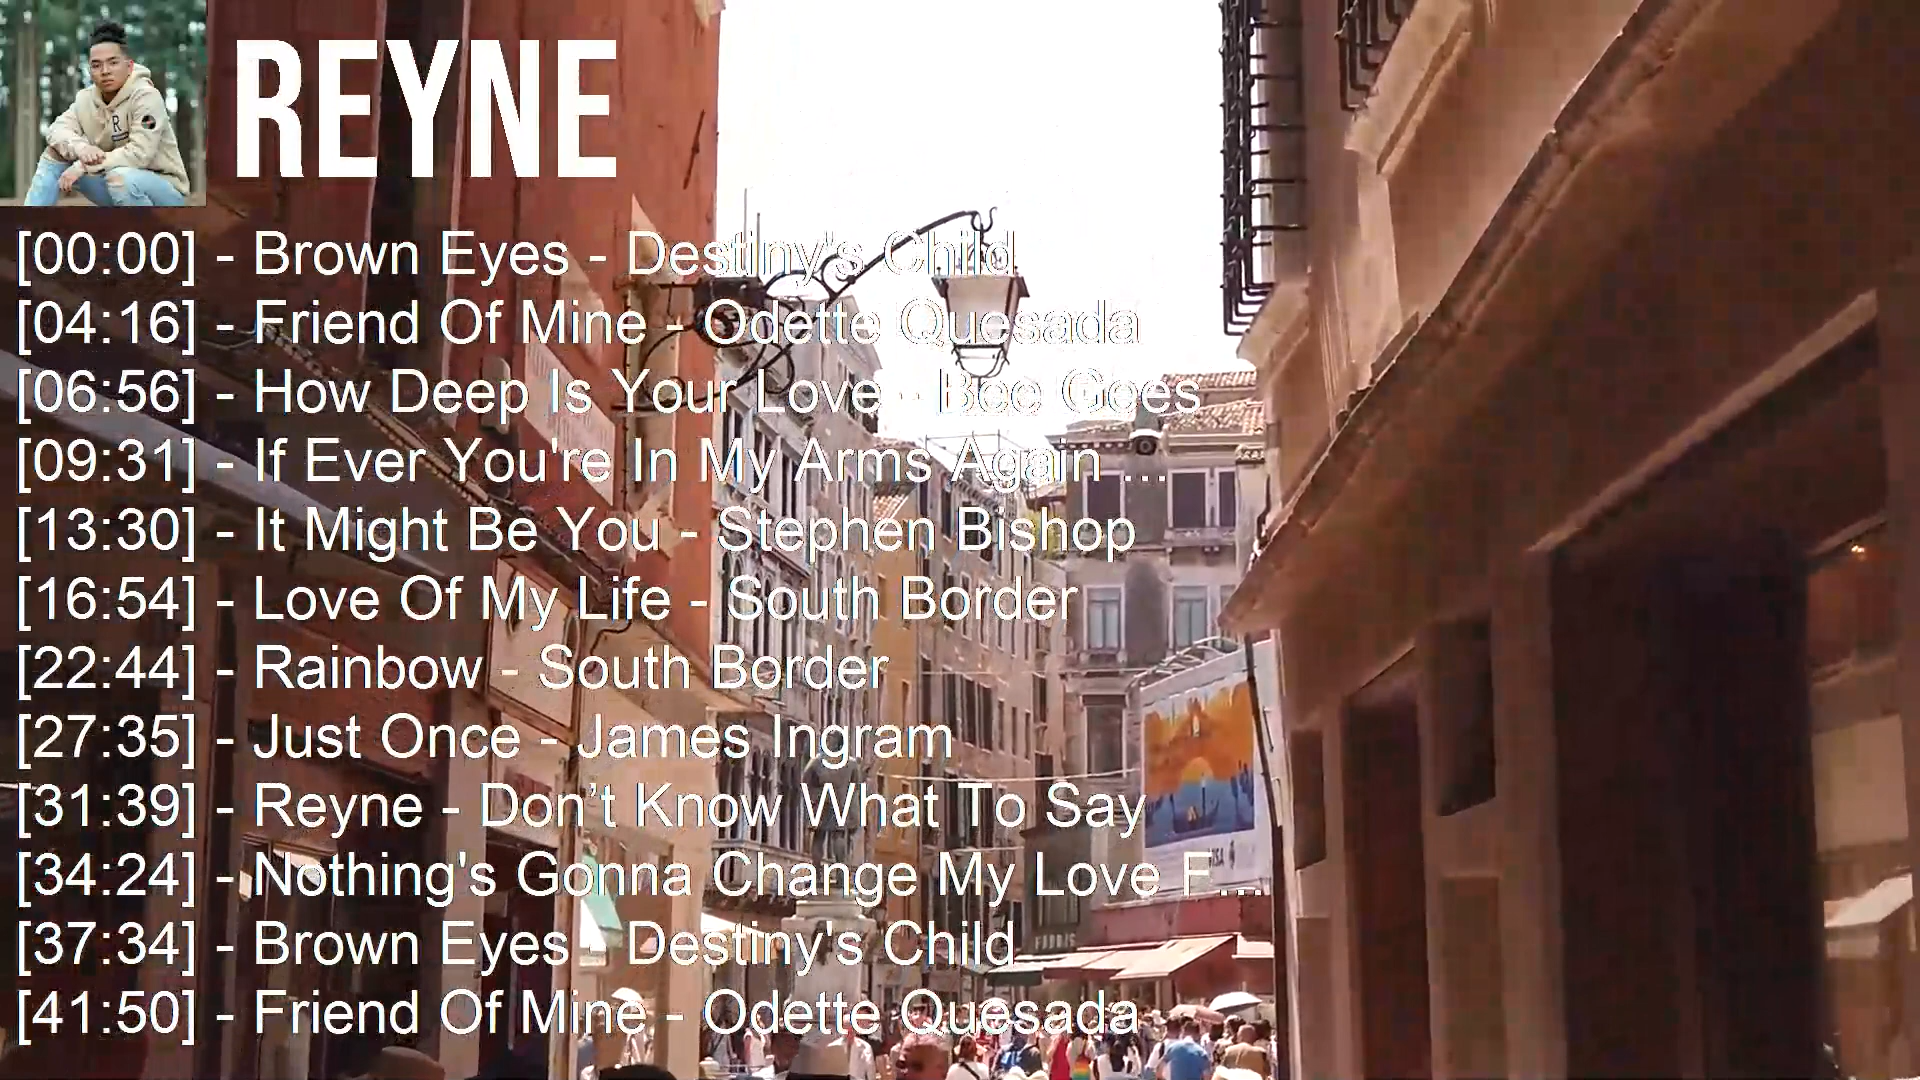 REYNE
[00:00] - Brown Eyes - Destiny's Child
[04:16] - Friend Of Mine - Odette Quesada
[06:56] - How Deep Is Your Love - Bee Gees
[09:31] - If Ever You're In My Arms Again ...
[13:30] - It Might Be You - Stephen Bishop
[16:54] - Love Of My Life - South Border
[22:44] - Rainbow - South Border
[27:35] - Just Once - James Ingram
[31:39] - Reyne - Don’t Know What To Say
[34:24] - Nothing's Gonna Change My Love F...
[37:34] - Brown Eyes - Destiny's Child
[41:50] - Friend Of Mine - Odette Quesada
R